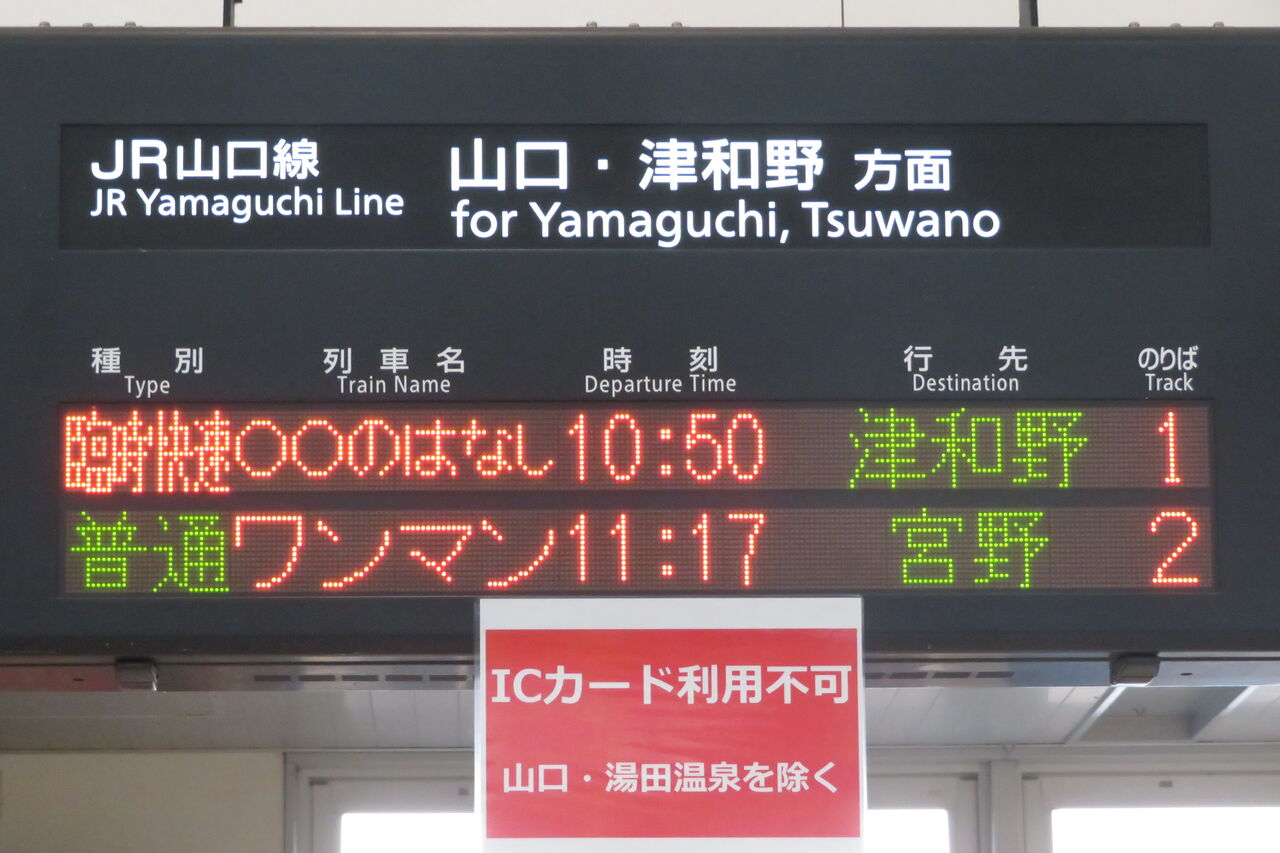 JR山口線 山口・津和野 方面
JR Yamaguchi Line for Yamaguchi, Tsuwano
種別 列車名 時刻 行先 のりば
Type Train Name Departure Time Destination Track
臨時快速 ○○のはなし 10:50 津和野 1
普通 ワンマン 11:17 宮野 2
ICカード利用不可
山口・湯田温泉を除く